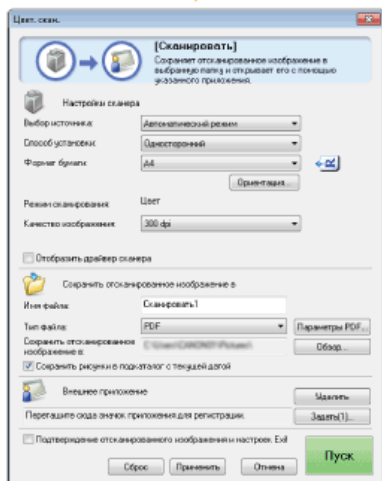 Цвет. скан.
[Сканировать]
Сохраняет отсканированное изображение в
выбранную папку и открывает его с помощью
указанного приложения.
Настройки сканера
Выбор источника: Автоматический режим
Способ установки: Односторонний
Формат бумаги: A4
Ориентация...
Режим сканирования: Цвет
Качество изображения: 300 dpi
Отобразить драйвер сканера
Сохранить отсканированное изображение в
Имя файла: Сканировать1
Тип файла: PDF Параметры PDF...
Сохранить отсканированное
изображение в: Обзор...
Сохранить рисунки в подкаталог с текущей датой
Внешнее приложение Удалить
Перетащите сюда значок приложения для регистрации. Задать(1)...
Подтверждение отсканированного изображения и настроек Exif
Сброс Применить Отмена Пуск